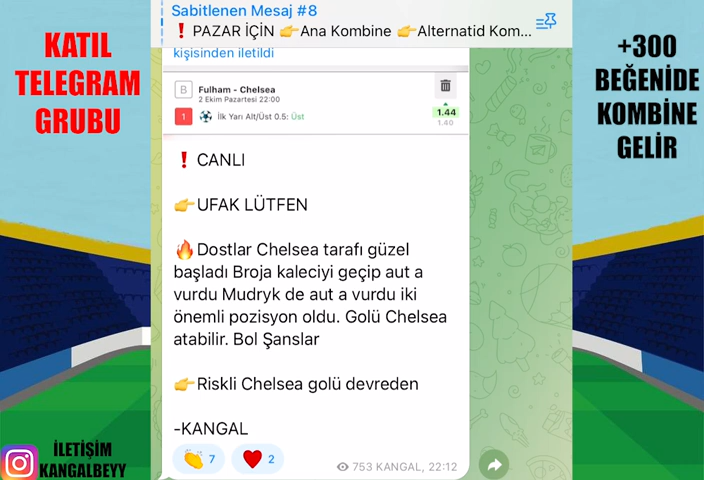 Sabitlenen Mesaj #8
❗ PAZAR İÇİN 👉Ana Kombine 👉Alternatid Kom...
kişisinden iletildi
KATIL
TELEGRAM
GRUBU
+300
BEĞENİDE
KOMBİNE
GELİR
B Fulham - Chelsea
2 Ekim Pazartesi 22:00
1 ⚽ İlk Yarı Alt/Üst 0.5: Üst
1.44
1.40
❗ CANLI
👉UFAK LÜTFEN
🔥Dostlar Chelsea tarafı güzel
başladı Broja kaleciyi geçip aut a
vurdu Mudryk de aut a vurdu iki
önemli pozisyon oldu. Golü Chelsea
atabilir. Bol Şanslar
👉Riskli Chelsea golü devreden
-KANGAL
👏 7 ❤️ 2
753 KANGAL, 22:12
İLETİŞİM
KANGALBEYY